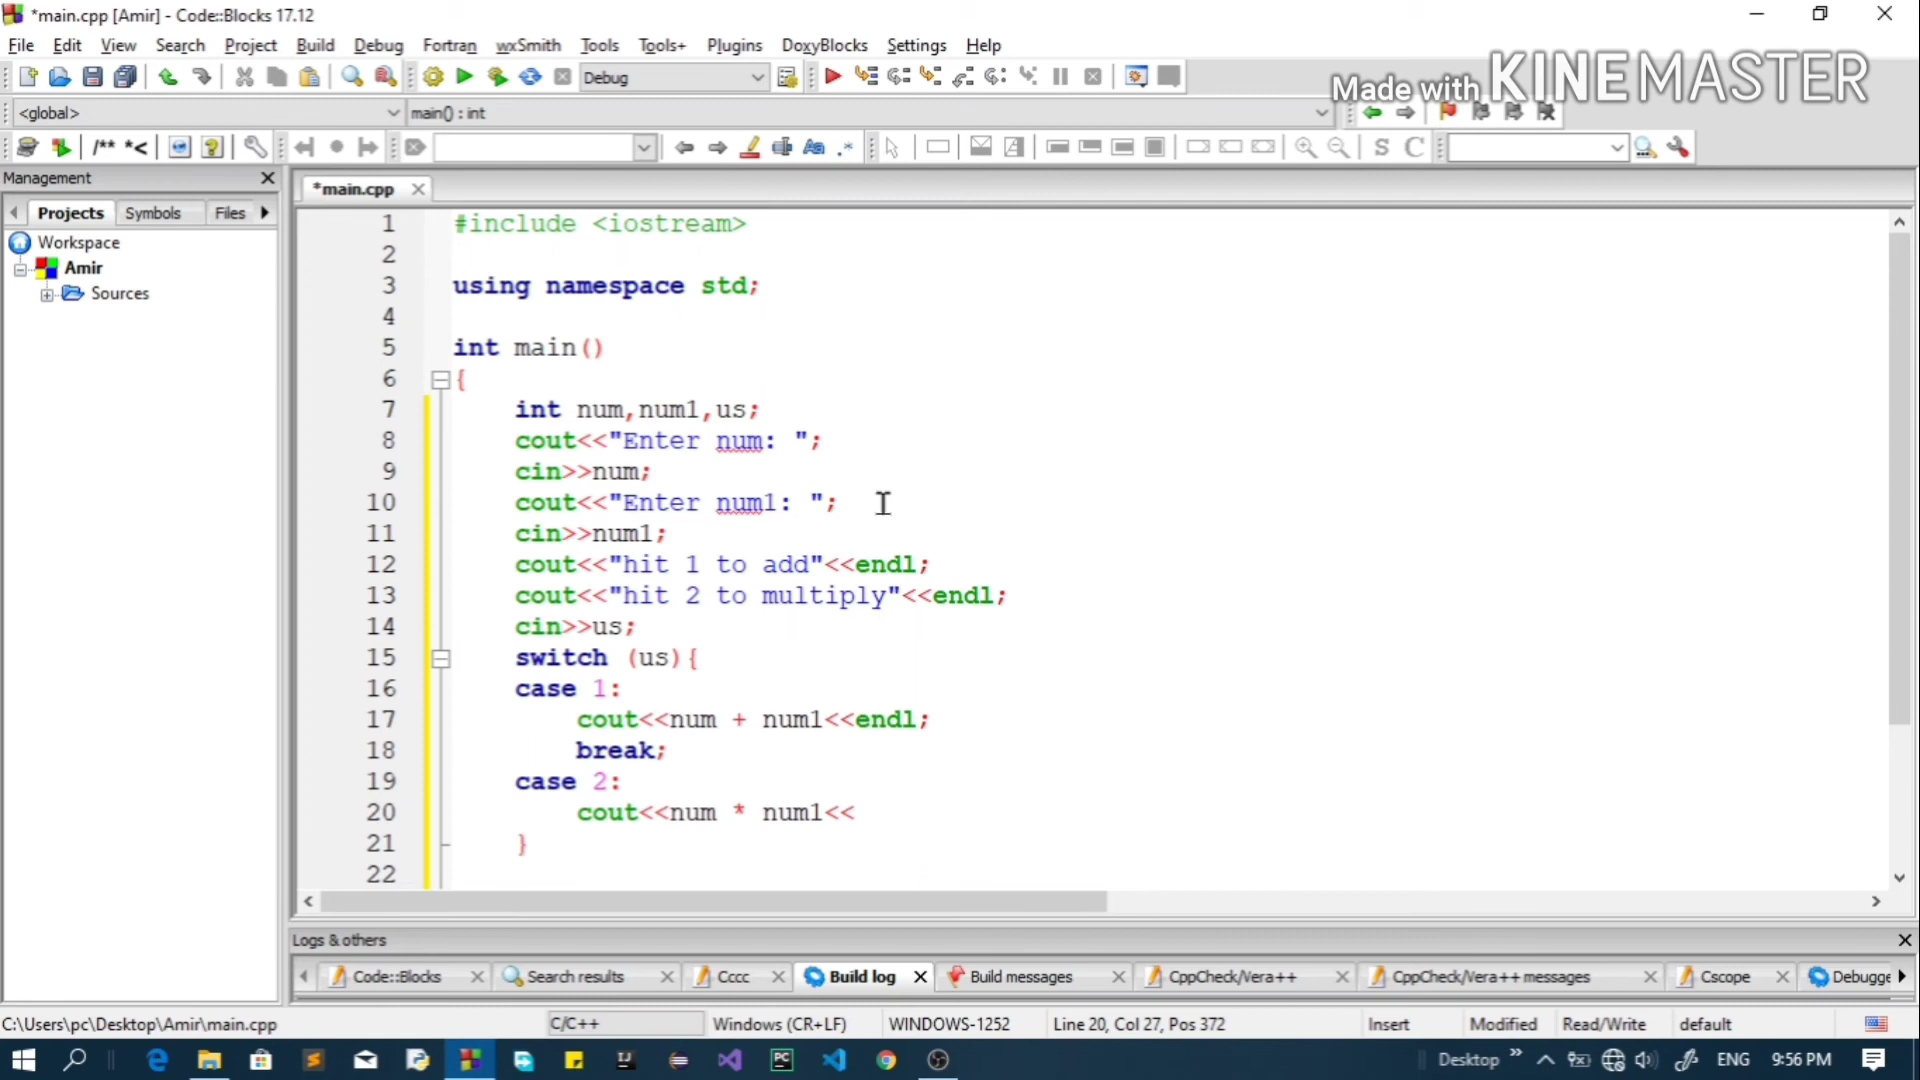 *main.cpp [Amir] - Code::Blocks 17.12
File Edit View Search Project Build Debug Fortran wxSmith Tools Tools+ Plugins DoxyBlocks Settings Help
Debug
Made with KINEMASTER
<global> main() : int
/** *<
Aa .*
S C
Management
*main.cpp
Projects Symbols Files
Workspace
Amir
Sources
1 #include <iostream>
2
3 using namespace std;
4
5 int main()
6 {
7 int num,num1,us;
8 cout<<"Enter num: ";
9 cin>>num;
10 cout<<"Enter num1: ";
11 cin>>num1;
12 cout<<"hit 1 to add"<<endl;
13 cout<<"hit 2 to multiply"<<endl;
14 cin>>us;
15 switch (us){
16 case 1:
17 cout<<num + num1<<endl;
18 break;
19 case 2:
20 cout<<num * num1<<
21 }
22
Logs & others
Code::Blocks Search results Cccc Build log Build messages CppCheck/Vera++ CppCheck/Vera++ messages Cscope Debugge
C:\Users\pc\Desktop\Amir\main.cpp C/C++ Windows (CR+LF) WINDOWS-1252 Line 20, Col 27, Pos 372 Insert Modified Read/Write default
Desktop ENG 9:56 PM